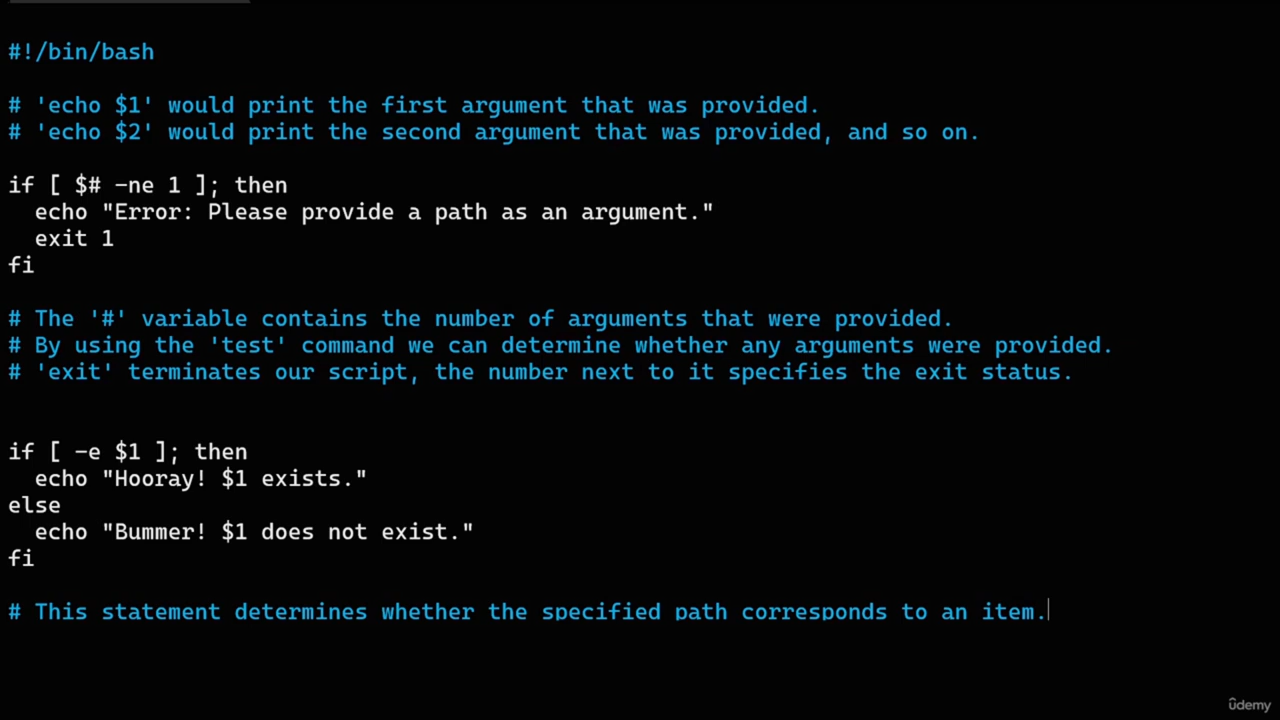 #!/bin/bash
# 'echo $1' would print the first argument that was provided.
# 'echo $2' would print the second argument that was provided, and so on.
if [ $# -ne 1 ]; then
  echo "Error: Please provide a path as an argument."
  exit 1
fi
# The '#' variable contains the number of arguments that were provided.
# By using the 'test' command we can determine whether any arguments were provided.
# 'exit' terminates our script, the number next to it specifies the exit status.
if [ -e $1 ]; then
  echo "Hooray! $1 exists."
else
  echo "Bummer! $1 does not exist."
fi
# This statement determines whether the specified path corresponds to an item.
ûdemy